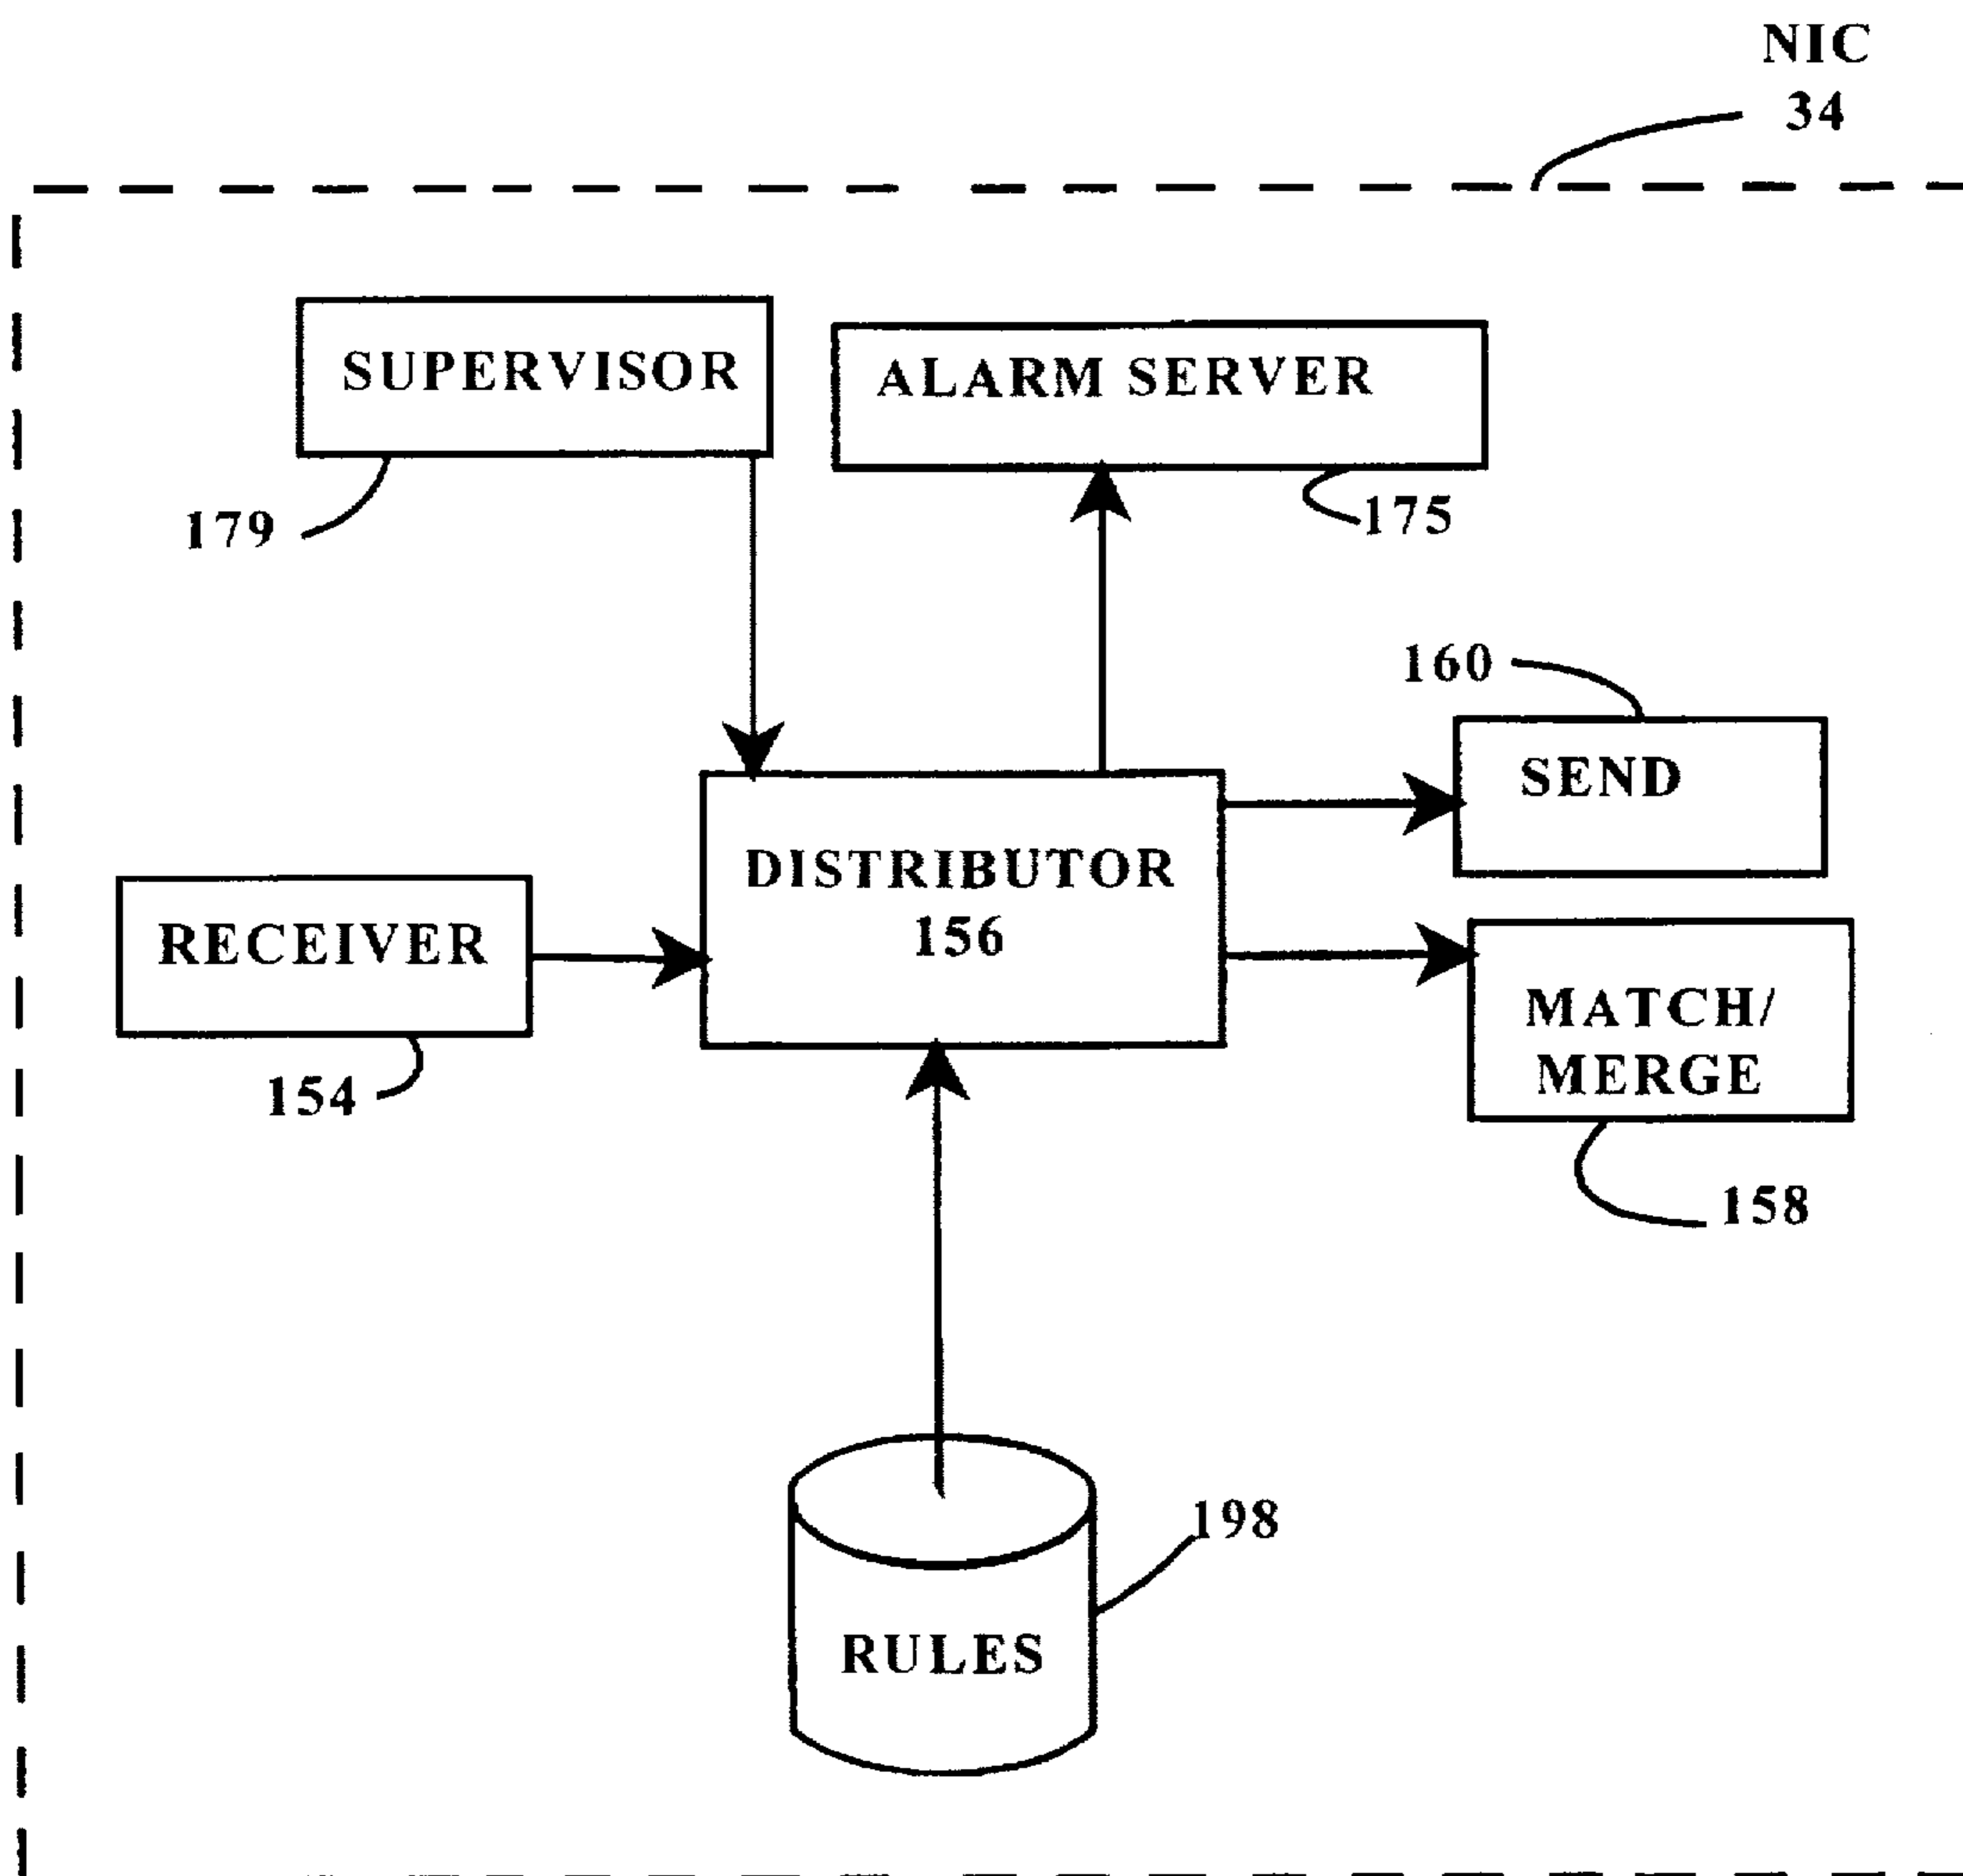 NIC
34
SUPERVISOR
ALARM SERVER
179
175
160
SEND
DISTRIBUTOR
156
RECEIVER
154
MATCH/
MERGE
158
198
RULES